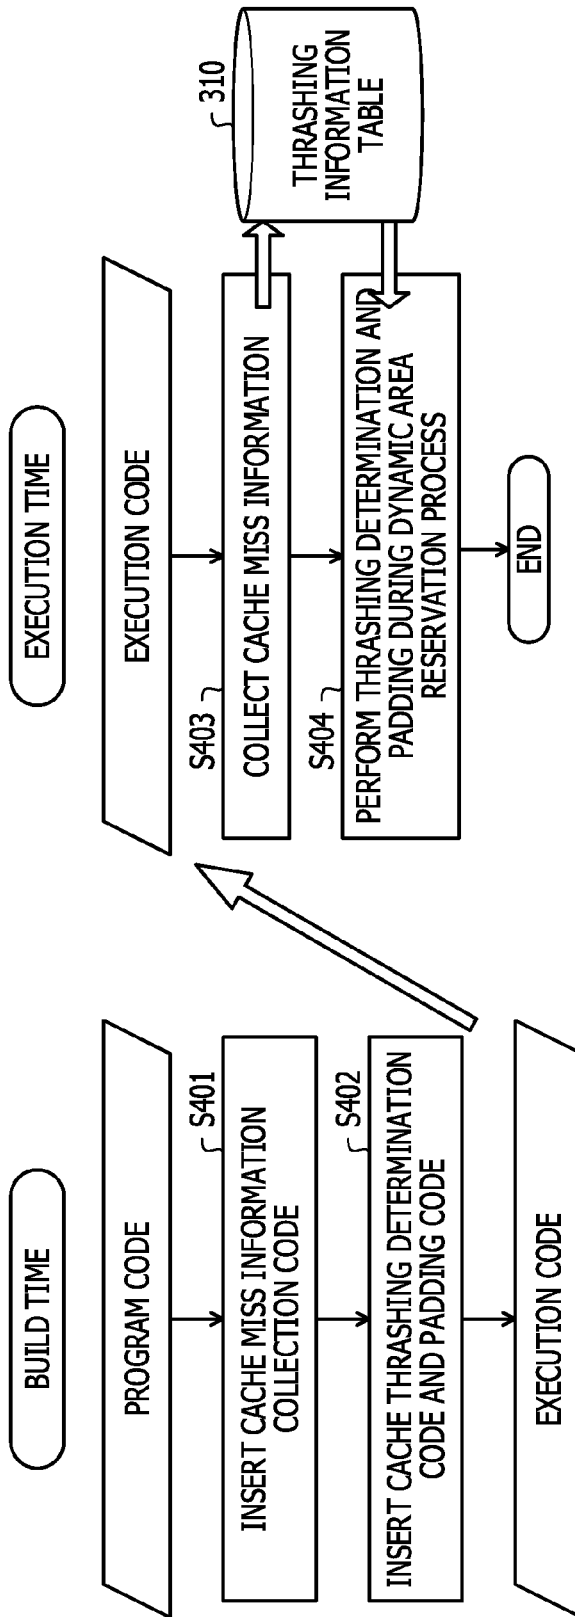 BUILD TIME
PROGRAM CODE
S401
INSERT CACHE MISS INFORMATION
COLLECTION CODE
S402
INSERT CACHE THRASHING DETERMINATION
CODE AND PADDING CODE
EXECUTION CODE
EXECUTION TIME
EXECUTION CODE
S403
COLLECT CACHE MISS INFORMATION
S404
PERFORM THRASHING DETERMINATION AND
PADDING DURING DYNAMIC AREA
RESERVATION PROCESS
END
310
THRASHING
INFORMATION
TABLE